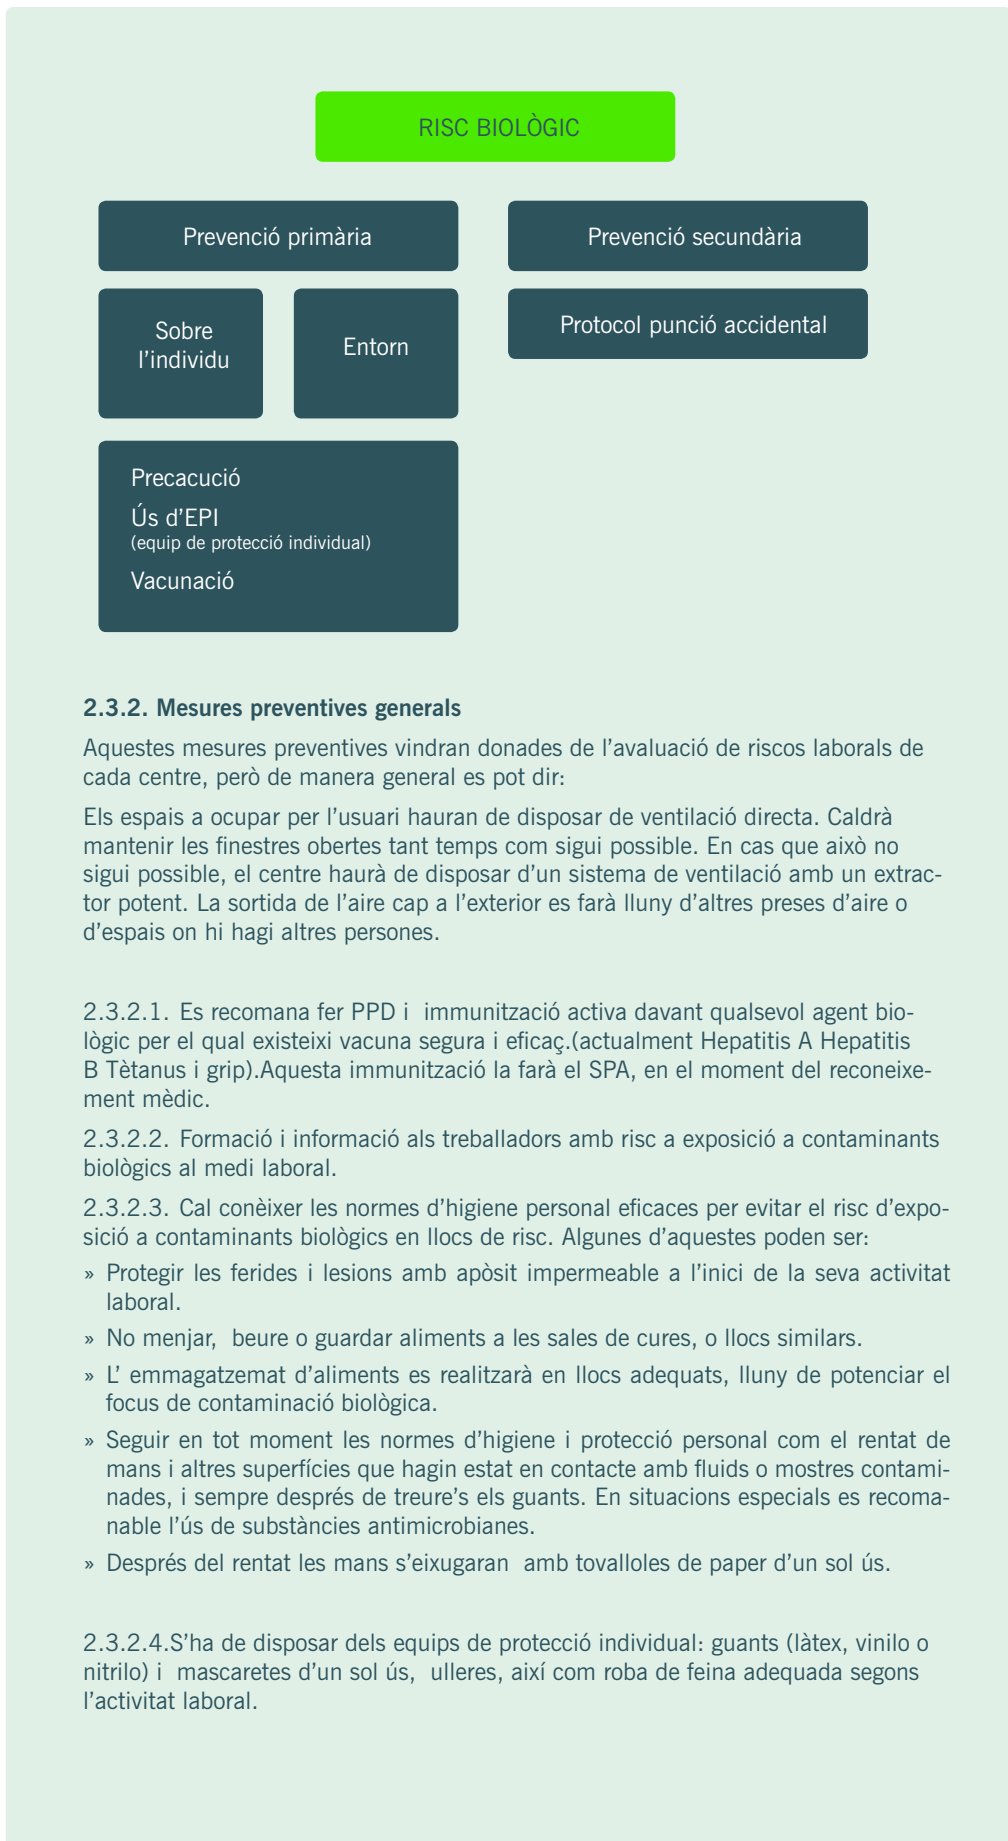 RISC BIOLÒGIC
Prevenció primària
Prevenció secundària
Sobre
l’individu
Entorn
Protocol punció accidental
Precacució
Ús d’EPI
(equip de protecció individual)
Vacunació
2.3.2. Mesures preventives generals
Aquestes mesures preventives vindran donades de l’avaluació de riscos laborals de
cada centre, però de manera general es pot dir:
Els espais a ocupar per l’usuari hauran de disposar de ventilació directa. Caldrà
mantenir les finestres obertes tant temps com sigui possible. En cas que això no
sigui possible, el centre haurà de disposar d’un sistema de ventilació amb un extrac-
tor potent. La sortida de l’aire cap a l’exterior es farà lluny d’altres preses d’aire o
d’espais on hi hagi altres persones.
2.3.2.1. Es recomana fer PPD i immunització activa davant qualsevol agent bio-
lògic per el qual existeixi vacuna segura i eficaç.(actualment Hepatitis A Hepatitis
B Tètanus i grip).Aquesta immunització la farà el SPA, en el moment del reconeixe-
ment mèdic.
2.3.2.2. Formació i informació als treballadors amb risc a exposició a contaminants
biològics al medi laboral.
2.3.2.3. Cal conèixer les normes d’higiene personal eficaces per evitar el risc d’expo-
sició a contaminants biològics en llocs de risc. Algunes d’aquestes poden ser:
» Protegir les ferides i lesions amb apòsit impermeable a l’inici de la seva activitat
laboral.
» No menjar, beure o guardar aliments a les sales de cures, o llocs similars.
» L’ emmagatzemat d’aliments es realitzarà en llocs adequats, lluny de potenciar el
focus de contaminació biològica.
» Seguir en tot moment les normes d’higiene i protecció personal com el rentat de
mans i altres superfícies que hagin estat en contacte amb fluids o mostres contami-
nades, i sempre després de treure’s els guants. En situacions especials es recoma-
nable l’ús de substàncies antimicrobianes.
» Després del rentat les mans s’eixugaran amb tovalloles de paper d’un sol ús.
2.3.2.4.S’ha de disposar dels equips de protecció individual: guants (làtex, vinilo o
nitrilo) i mascaretes d’un sol ús, ulleres, així com roba de feina adequada segons
l’activitat laboral.